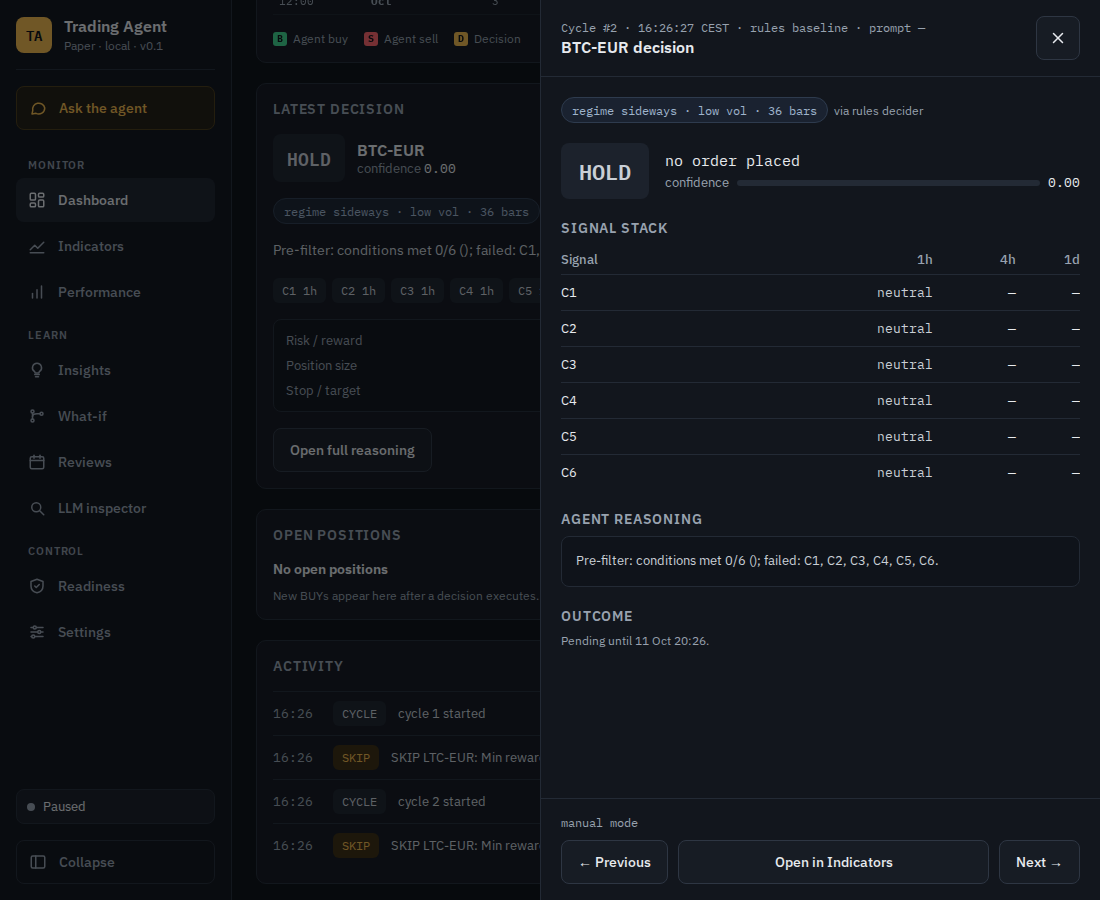 TA
Trading Agent
Paper · local · v0.1
Ask the agent
MONITOR
Dashboard
Indicators
Performance
LEARN
Insights
What-if
Reviews
LLM inspector
CONTROL
Readiness
Settings
Paused
Collapse
12:00 Oct 3
B Agent buy S Agent sell D Decision
LATEST DECISION
HOLD
BTC-EUR
confidence 0.00
regime sideways · low vol · 36 bars
Pre-filter: conditions met 0/6 (); failed: C1,
C1 1h C2 1h C3 1h C4 1h C5
Risk / reward
Position size
Stop / target
Open full reasoning
OPEN POSITIONS
No open positions
New BUYs appear here after a decision executes.
ACTIVITY
16:26 CYCLE cycle 1 started
16:26 SKIP SKIP LTC-EUR: Min rewar
16:26 CYCLE cycle 2 started
16:26 SKIP SKIP LTC-EUR: Min rewar
Cycle #2 · 16:26:27 CEST · rules baseline · prompt —
BTC-EUR decision
regime sideways · low vol · 36 bars via rules decider
HOLD
no order placed
confidence 0.00
SIGNAL STACK
Signal 1h 4h 1d
C1 neutral — —
C2 neutral — —
C3 neutral — —
C4 neutral — —
C5 neutral — —
C6 neutral — —
AGENT REASONING
Pre-filter: conditions met 0/6 (); failed: C1, C2, C3, C4, C5, C6.
OUTCOME
Pending until 11 Oct 20:26.
manual mode
← Previous Open in Indicators Next →